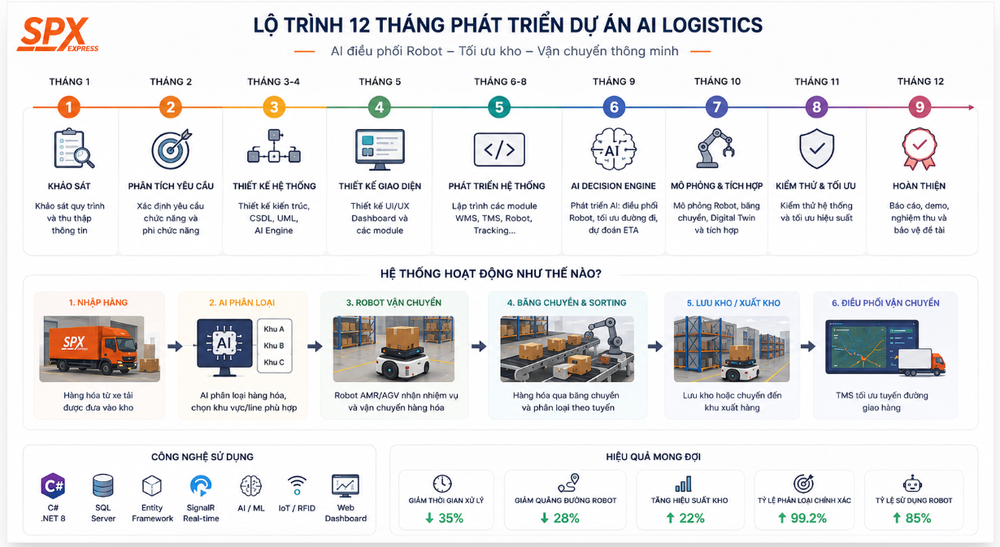 SPX
EXPRESS
LỘ TRÌNH 12 THÁNG PHÁT TRIỂN DỰ ÁN AI LOGISTICS
AI điều phối Robot – Tối ưu kho – Vận chuyển thông minh
THÁNG 1
THÁNG 2
THÁNG 3-4
THÁNG 5
THÁNG 6-8
THÁNG 9
THÁNG 10
THÁNG 11
THÁNG 12
1
2
3
4
5
6
7
8
9
</>
AI
KHẢO SÁT
Khảo sát quy trình
và thu thập
thông tin
PHÂN TÍCH YÊU CẦU
Xác định yêu cầu
chức năng và
phi chức năng
THIẾT KẾ HỆ THỐNG
Thiết kế kiến trúc,
CSDL, UML,
AI Engine
THIẾT KẾ GIAO DIỆN
Thiết kế UI/UX
Dashboard và
các module
PHÁT TRIỂN HỆ THỐNG
Lập trình các module
WMS, TMS, Robot,
Tracking...
AI DECISION ENGINE
Phát triển AI: điều phối
Robot, tối ưu đường đi,
dự đoán ETA
MÔ PHỎNG & TÍCH HỢP
Mô phỏng Robot, băng
chuyền, Digital Twin
và tích hợp
KIỂM THỬ & TỐI ƯU
Kiểm thử hệ thống
và tối ưu hiệu suất
HOÀN THIỆN
Báo cáo, demo,
nghiệm thu và
bảo vệ đề tài
HỆ THỐNG HOẠT ĐỘNG NHƯ THẾ NÀO?
1. NHẬP HÀNG
SPX
EXPRESS
Hàng hóa từ xe tải
được đưa vào kho
2. AI PHÂN LOẠI
AI
Khu A
Khu B
Khu C
AI phân loại hàng hóa,
chọn khu vực/line phù hợp
3. ROBOT VẬN CHUYỂN
Robot AMR/AGV nhận nhiệm vụ
và vận chuyển hàng hóa
4. BĂNG CHUYỀN & SORTING
Hàng hóa qua băng chuyền
và phân loại theo tuyến
5. LƯU KHO / XUẤT KHO
Lưu kho hoặc chuyển đến
khu xuất hàng
6. ĐIỀU PHỐI VẬN CHUYỂN
TMS tối ưu tuyến đường
giao hàng
CÔNG NGHỆ SỬ DỤNG
C#
C#
.NET 8
SQL
Server
Entity
Framework
SignalR
Real-time
AI / ML
IoT / RFID
Web
Dashboard
HIỆU QUẢ MONG ĐỢI
GIẢM THỜI GIAN XỬ LÝ
↓ 35%
GIẢM QUÃNG ĐƯỜNG ROBOT
↓ 28%
TĂNG HIỆU SUẤT KHO
↑ 22%
TỶ LỆ PHÂN LOẠI CHÍNH XÁC
↑ 99.2%
TỶ LỆ SỬ DỤNG ROBOT
↑ 85%